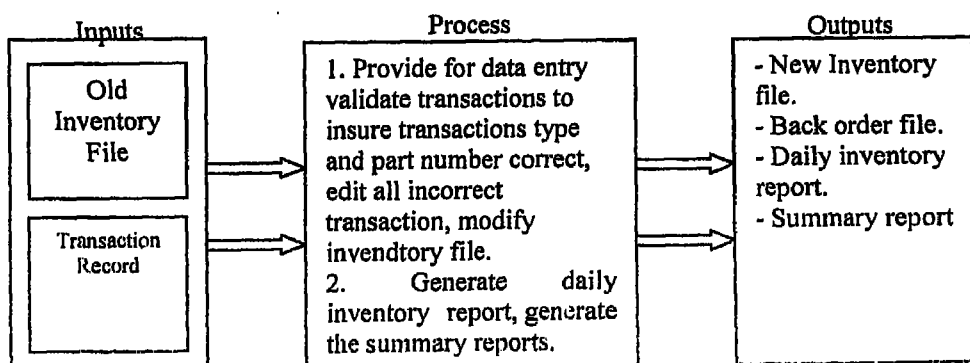 Inputs
Old
Inventory
File
Transaction
Record
Process
1. Provide for data entry
validate transactions to
insure transactions type
and part number correct,
edit all incorrect
transaction, modify
invendtory file.
2. Generate daily
inventory report, generate
the summary reports.
Outputs
- New Inventory
file.
- Back order file.
- Daily inventory
report.
- Summary report